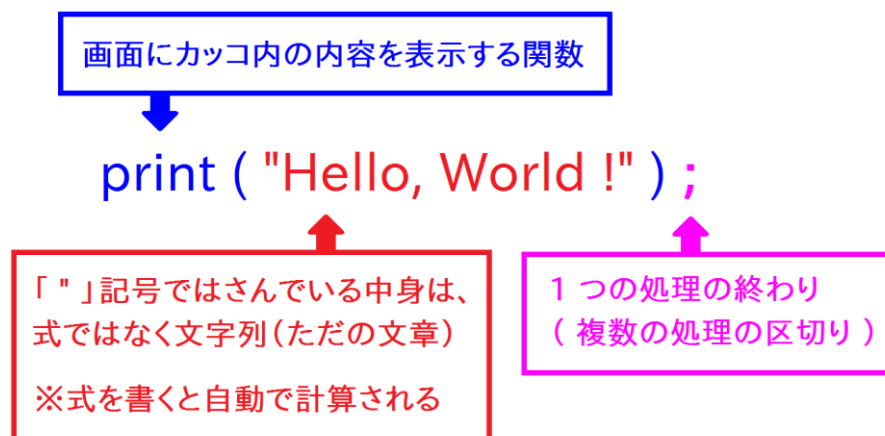 画面にカッコ内の内容を表示する関数
print ( "Hello, World !" ) ;
「 " 」記号ではさんでいる中身は、
式ではなく文字列(ただの文章)
※式を書くと自動で計算される
1 つの処理の終わり
( 複数の処理の区切り )